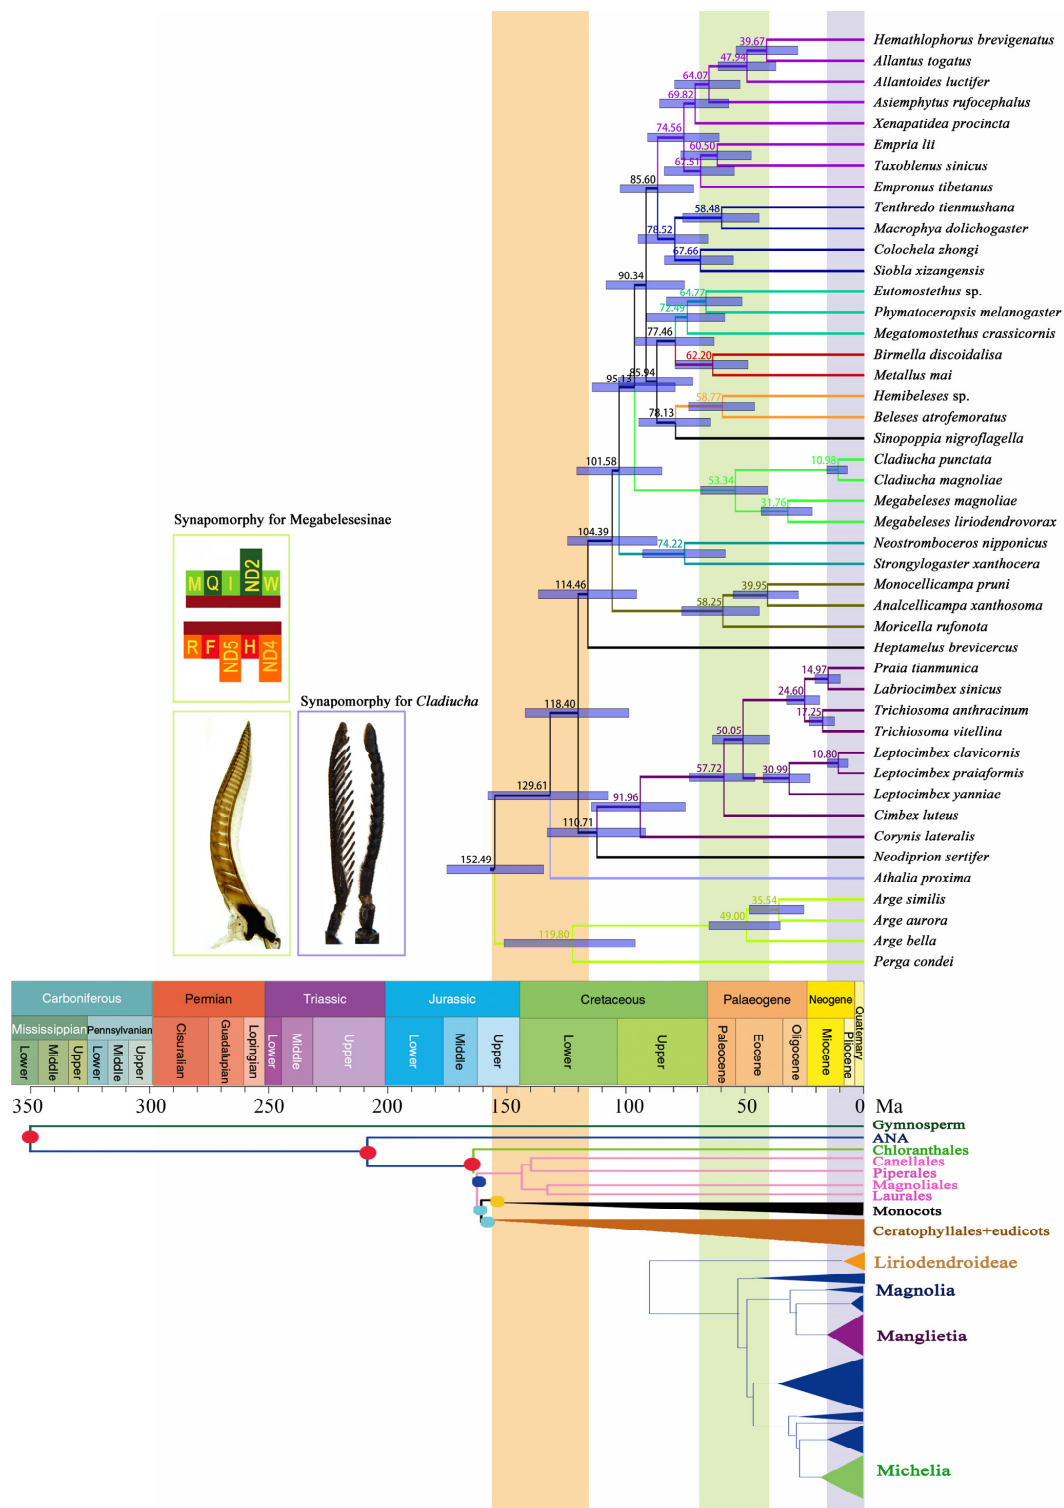 39.67
Hemathlophorus brevigenatus
47.94
Allantus togatus
64.07
Allantoides luctifer
69.82
Asiemphytus rufocephalus
74.56
Xenapatidea procincta
60.50
Empria lii
67.51
Taxoblenus sinicus
85.60
Empronus tibetanus
58.48
Tenthredo tienmushana
78.52
Macrophya dolichogaster
67.66
Colochela zhongi
Siobla xizangensis
90.34
64.77
Eutomostethus sp.
72.49
Phymatoceropsis melanogaster
77.46
Megatomostethus crassicornis
62.20
Birmella discoidalisa
95.13
85.94
Metallus mai
58.77
Hemibeleses sp.
78.13
Beleses atrofemoratus
Sinopoppia nigroflagella
101.58
10.98
Cladiucha punctata
53.34
Cladiucha magnoliae
31.76
Megabeleses magnoliae
Megabeleses liriodendrovorax
104.39
74.22
Neostromboceros nipponicus
Strongylogaster xanthocera
114.46
39.95
Monocellicampa pruni
58.25
Analcellicampa xanthosoma
Moricella rufonota
Heptamelus brevicercus
14.97
Praia tianmunica
24.60
Labriocimbex sinicus
118.40
17.25
Trichiosoma anthracinum
50.05
Trichiosoma vitellina
10.80
Leptocimbex clavicornis
57.72
30.99
Leptocimbex praiaformis
129.61
91.96
Leptocimbex yanniae
Cimbex luteus
110.71
Corynis lateralis
Neodiprion sertifer
152.49
Athalia proxima
35.54
Arge similis
49.00
Arge aurora
119.80
Arge bella
Perga condei
Synapomorphy for Megabelesesinae
M Q I ND2 W
R F ND5 H ND4
Synapomorphy for Cladiucha
Carboniferous Permian Triassic Jurassic Cretaceous Palaeogene Neogene Quaternary
Mississippian Pennsylvanian Cisuralian Guadalupian Lopingian Lower Middle Upper Lower Middle Upper Lower Upper Paleocene Eocene Oligocene Miocene Pliocene
Lower Middle Upper Lower Middle Upper
350 300 250 200 150 100 50 0 Ma
Gymnosperm
ANA
Chloranthales
Canellales
Piperales
Magnoliales
Laurales
Monocots
Ceratophyllales+eudicots
Liriodendroideae
Magnolia
Manglietia
Michelia